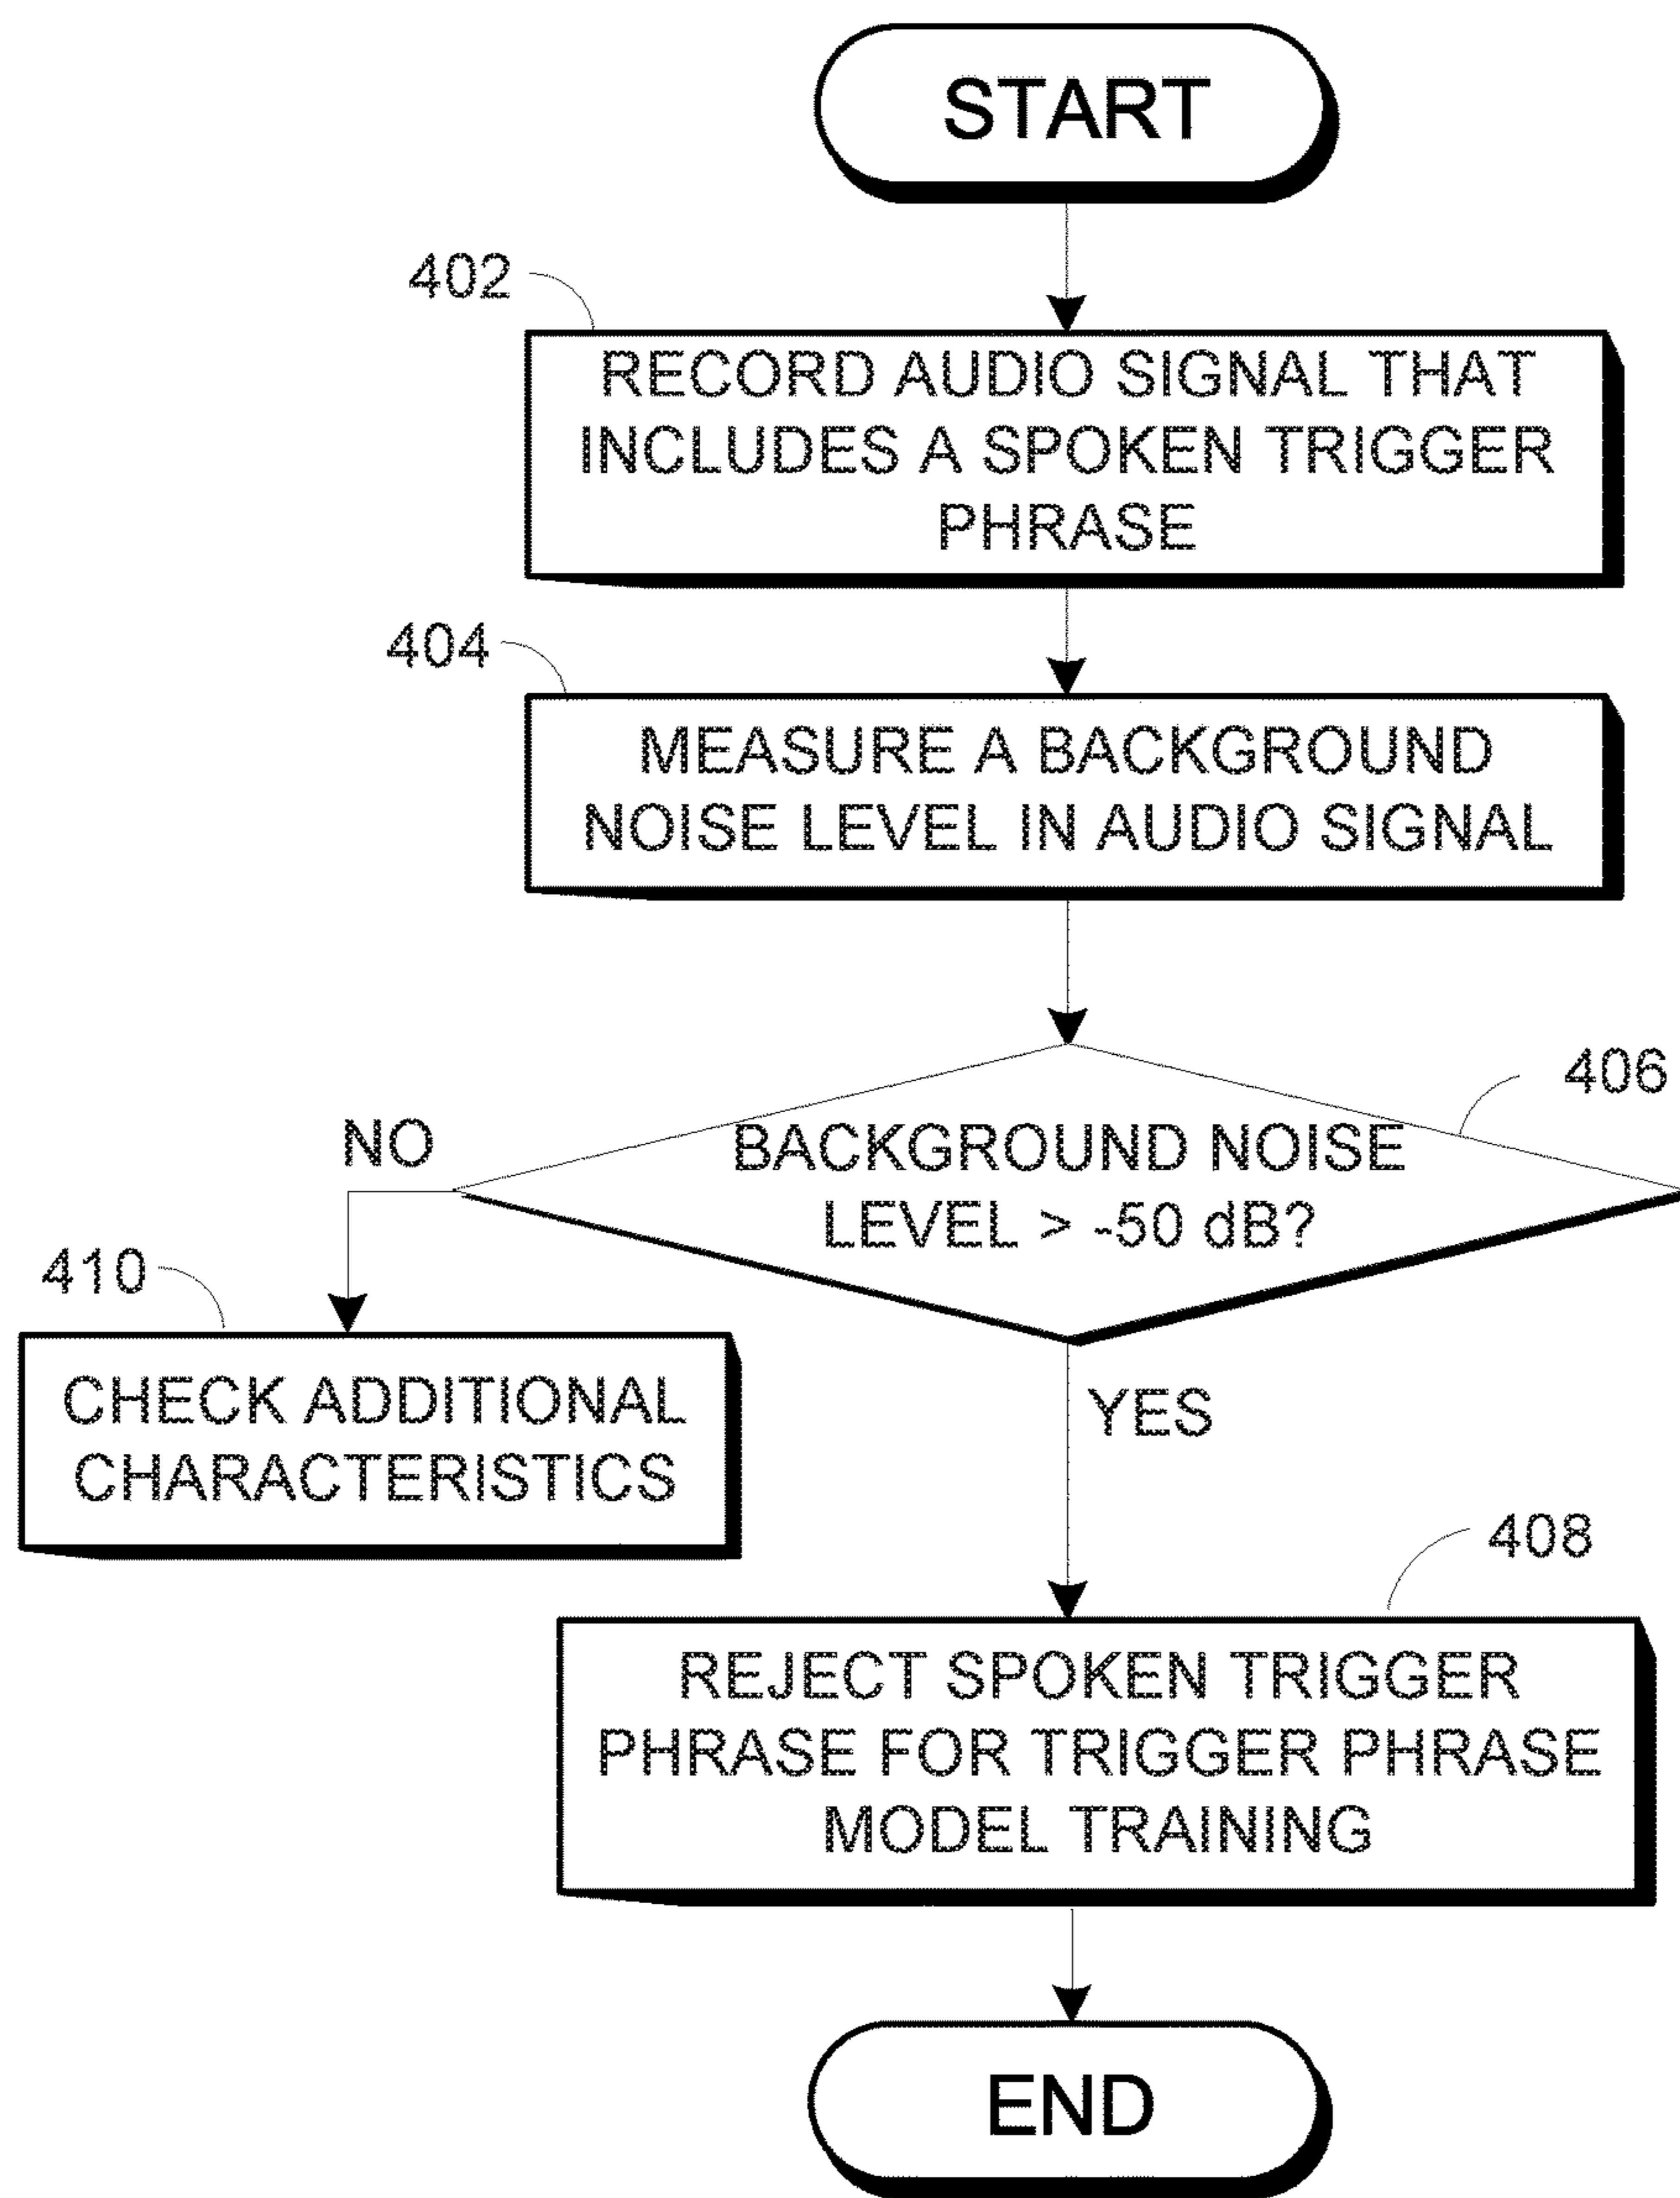 START
402
RECORD AUDIO SIGNAL THAT
INCLUDES A SPOKEN TRIGGER
PHRASE
404
MEASURE A BACKGROUND
NOISE LEVEL IN AUDIO SIGNAL
406
NO
BACKGROUND NOISE
LEVEL > -50 dB?
410
CHECK ADDITIONAL
CHARACTERISTICS
YES
408
REJECT SPOKEN TRIGGER
PHRASE FOR TRIGGER PHRASE
MODEL TRAINING
END